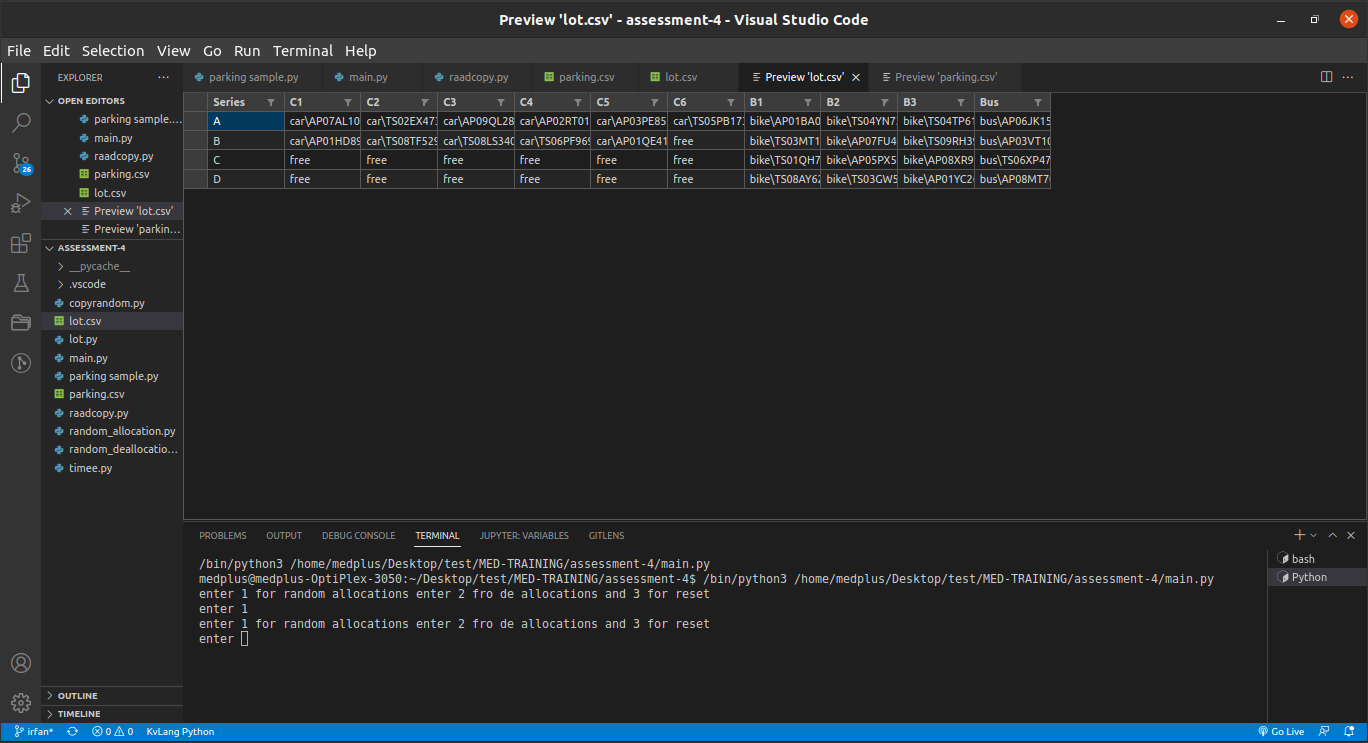 Preview 'lot.csv' - assessment-4 - Visual Studio Code
File Edit Selection View Go Run Terminal Help
EXPLORER
parking sample.py main.py raadcopy.py parking.csv lot.csv Preview 'lot.csv' Preview 'parking.csv'
OPEN EDITORS
parking sample....
main.py
raadcopy.py
parking.csv
lot.csv
Preview 'lot.csv'
Preview 'parkin...
ASSESSMENT-4
__pycache__
.vscode
copyrandom.py
lot.csv
lot.py
main.py
parking sample.py
parking.csv
raadcopy.py
random_allocation.py
random_deallocatio...
timee.py
OUTLINE
TIMELINE
26
Series C1 C2 C3 C4 C5 C6 B1 B2 B3 Bus
A car\AP07AL10 car\TS02EX47 car\AP09QL28 car\AP02RT01 car\AP03PE85 car\TS05PB17 bike\AP01BA0 bike\TS04YN7 bike\TS04TP61 bus\AP06JK15
B car\AP01HD89 car\TS08TF529 car\TS08LS340 car\TS06PF969 car\AP01QE41 free bike\TS03MT1 bike\AP07FU4 bike\TS09RH3 bus\AP03VT10
C free free free free free free bike\TS01QH7 bike\AP05PX5 bike\AP08XR9 bus\TS06XP47
D free free free free free free bike\TS08AY62 bike\TS03GW5 bike\AP01YC2 bus\AP08MT7
PROBLEMS OUTPUT DEBUG CONSOLE TERMINAL JUPYTER: VARIABLES GITLENS
/bin/python3 /home/medplus/Desktop/test/MED-TRAINING/assessment-4/main.py
medplus@medplus-OptiPlex-3050:~/Desktop/test/MED-TRAINING/assessment-4$ /bin/python3 /home/medplus/Desktop/test/MED-TRAINING/assessment-4/main.py
enter 1 for random allocations enter 2 fro de allocations and 3 for reset
enter 1
enter 1 for random allocations enter 2 fro de allocations and 3 for reset
enter
bash
Python
irfan* 0 0 KvLang Python Go Live